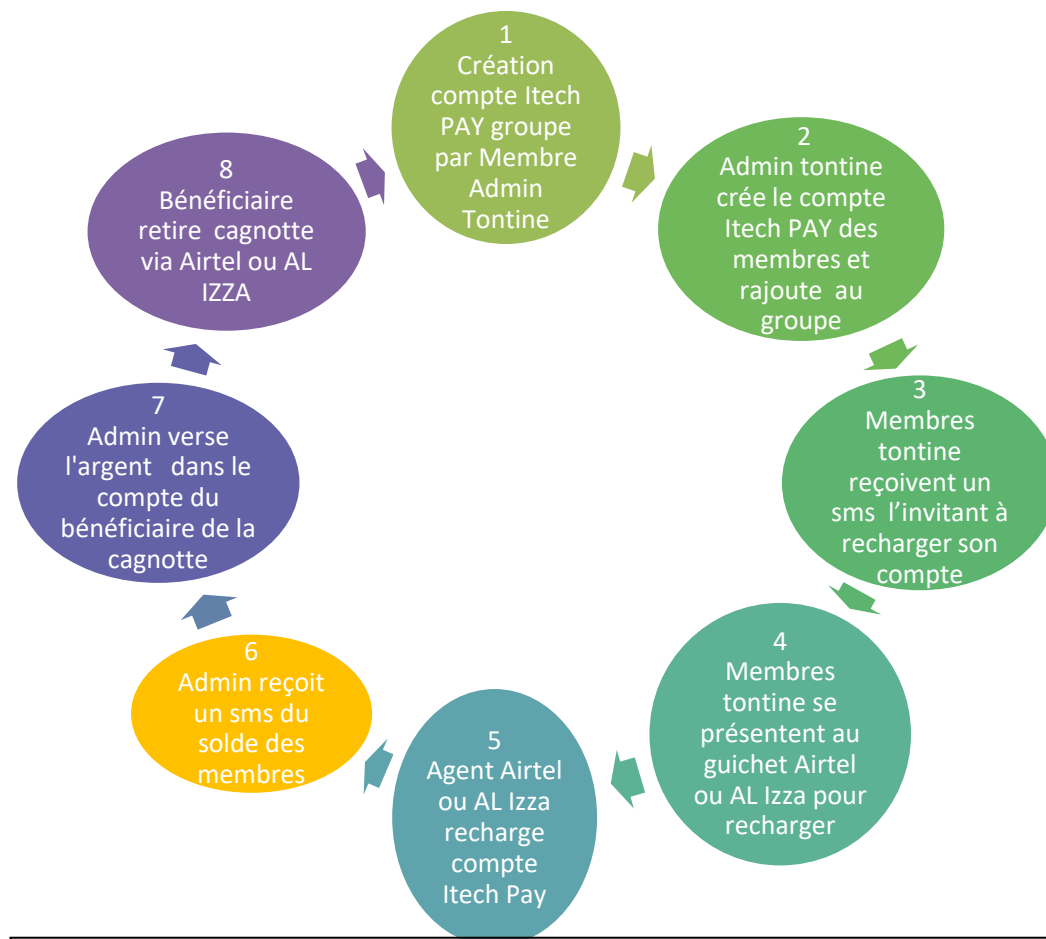 1
Création
compte Itech
PAY groupe
par Membre
Admin
Tontine
2
Admin tontine
crée le compte
Itech PAY des
membres et
rajoute au
groupe
3
Membres
tontine
reçoivent un
sms l’invitant à
recharger son
compte
4
Membres
tontine se
présentent au
guichet Airtel
ou AL Izza pour
recharger
5
Agent Airtel
ou AL Izza
recharge
compte
Itech Pay
6
Admin reçoit
un sms du
solde des
membres
7
Admin verse
l'argent dans le
compte du
bénéficiaire de la
cagnotte
8
Bénéficiaire
retire cagnotte
via Airtel ou AL
IZZA